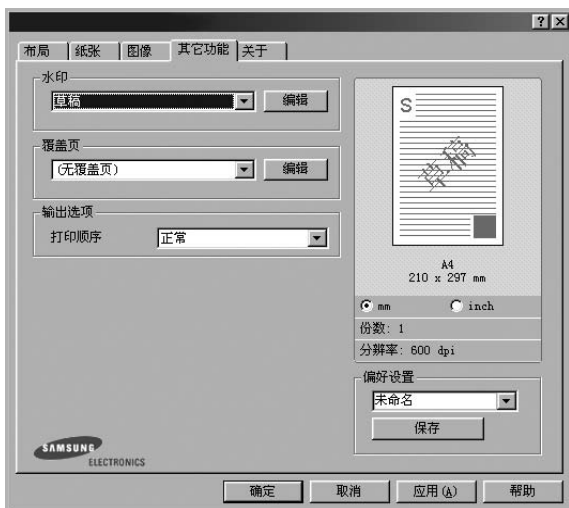 布局 纸张 图像 其它功能 关于
水印
草稿 编辑
覆盖页
(无覆盖页) 编辑
输出选项
打印顺序 正常
S
草稿
A4
210 x 297 mm
mm inch
份数: 1
分辨率: 600 dpi
偏好设置
未命名
保存
SAMSUNG
ELECTRONICS
确定 取消 应用(A) 帮助